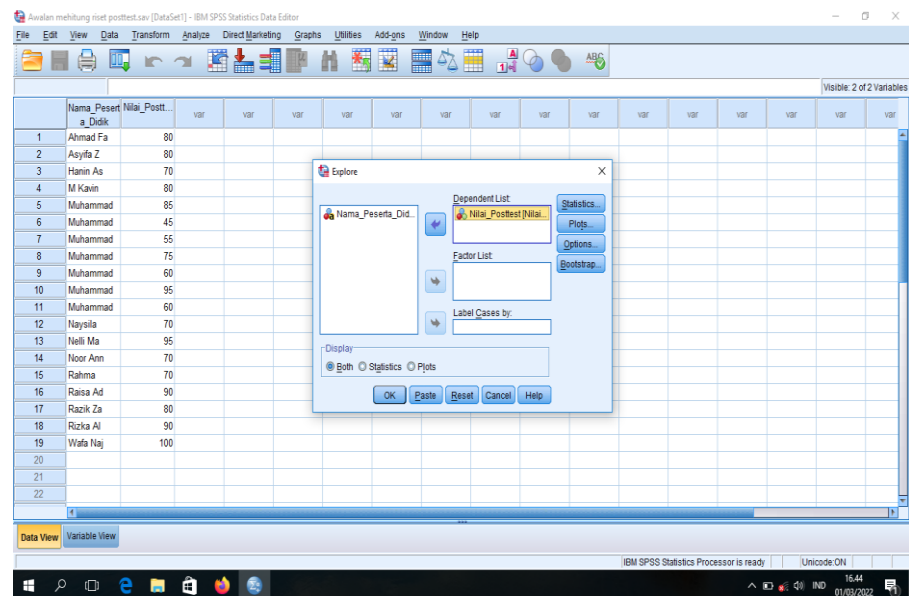 Awalan mehitung riset posttest.sav [DataSet1] - IBM SPSS Statistics Data Editor
File Edit View Data Transform Analyze Direct Marketing Graphs Utilities Add-ons Window Help
Visible: 2 of 2 Variables
Nama_Pesert a_Didik Nilai_Postt... var var var var var var var var var var var var var var var
1 Ahmad Fa 80
2 Asyifa Z 80
3 Hanin As 70
4 M Kavin 80
5 Muhammad 85
6 Muhammad 45
7 Muhammad 55
8 Muhammad 75
9 Muhammad 60
10 Muhammad 95
11 Muhammad 60
12 Naysila 70
13 Nelli Ma 95
14 Noor Ann 70
15 Rahma 70
16 Raisa Ad 90
17 Razik Za 80
18 Rizka Al 90
19 Wafa Naj 100
20
21
22
Explore
Nama_Peserta_Did...
Dependent List:
Nilai_Posttest [Nilai...
Factor List:
Label Cases by:
Statistics...
Plots...
Options...
Bootstrap...
Display
Both Statistics Plots
OK Paste Reset Cancel Help
Data View Variable View
IBM SPSS Statistics Processor is ready Unicode:ON
IND 16.44
01/03/2022